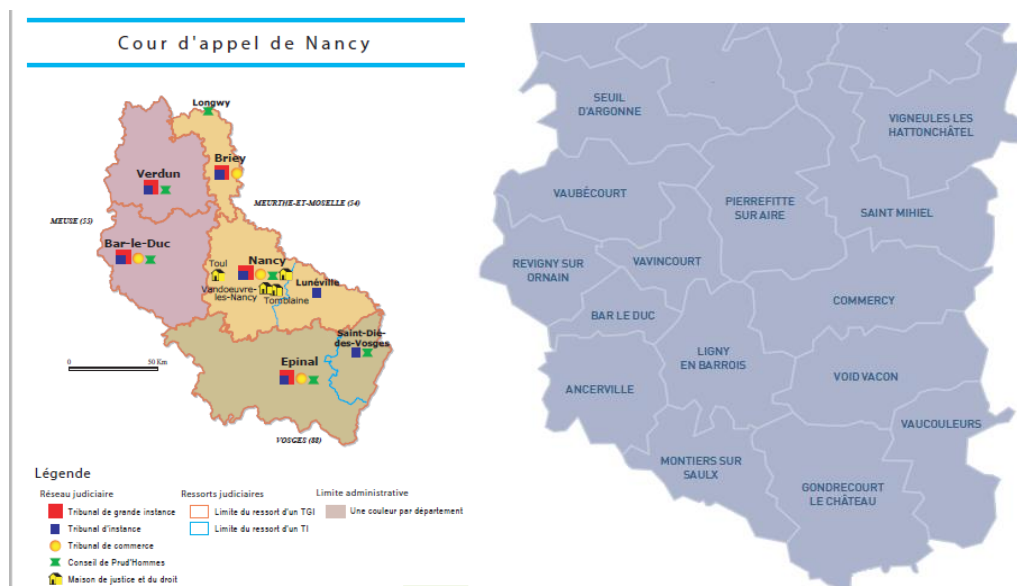 Cour d'appel de Nancy
Longwy
Briey
Verdun
MEURTHE-ET-MOSELLE (54)
MEUSE (55)
Bar-le-Duc
Toul
Nancy
Lunéville
Vandoeuvre-
les-Nancy
Tomblaine
Saint-Dié-
des-Vosges
0
50 Km
Epinal
VOSGES (88)
Légende
Réseau judiciaire
Tribunal de grande instance
Tribunal d'instance
Tribunal de commerce
Conseil de Prud'Hommes
Maison de justice et du droit
Ressorts judiciaires
Limite du ressort d'un TGI
Limite du ressort d'un TI
Limite administrative
Une couleur par département
SEUIL
D'ARGONNE
VIGNEULES LES
HATTONCHÂTEL
VAUBÉCOURT
PIERREFITTE
SUR AIRE
SAINT MIHIEL
REVIGNY SUR
ORNAIN
VAVINCOURT
BAR LE DUC
COMMERCY
LIGNY
EN BARROIS
ANCERVILLE
VOID VACON
VAUCOULEURS
MONTIERS SUR
SAULX
GONDRECOURT
LE CHÂTEAU